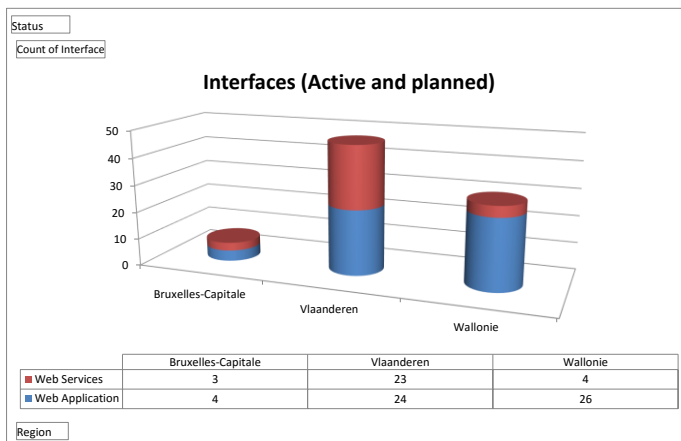 Status
Count of Interface
Interfaces (Active and planned)
50
40
30
20
10
0
Bruxelles-Capitale
Vlaanderen
Wallonie
Bruxelles-Capitale Vlaanderen Wallonie
Web Services 3 23 4
Web Application 4 24 26
Region